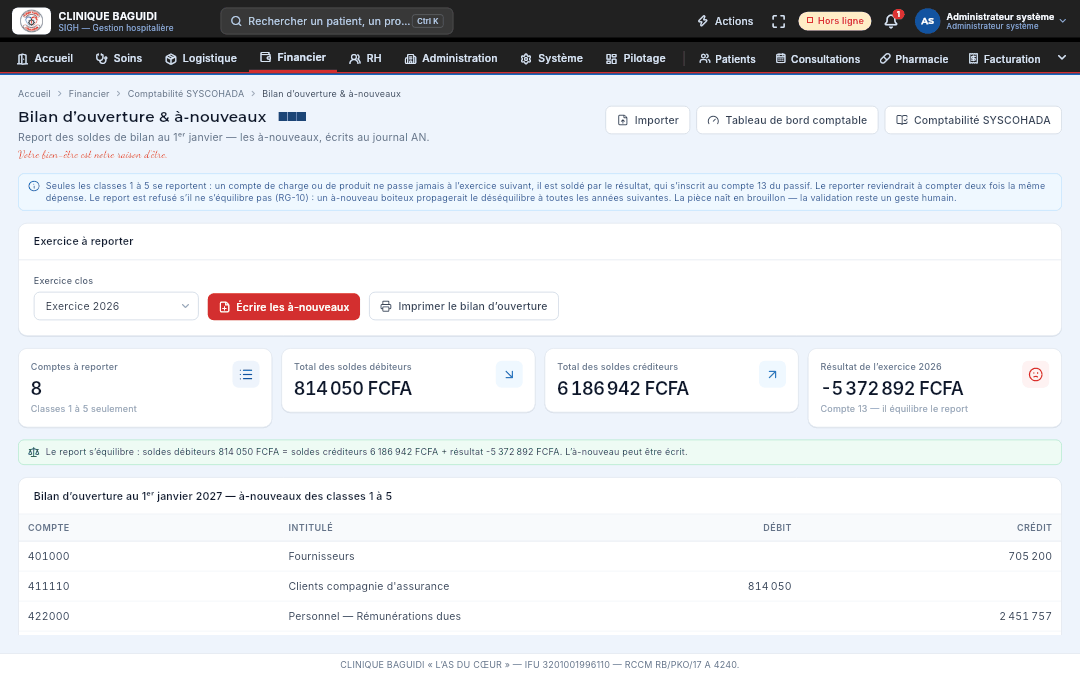 CLINIQUE BAGUIDI
SIGH — Gestion hospitalière
Rechercher un patient, un pro... Ctrl K
Actions
Hors ligne
1
AS
Administrateur système
Administrateur système
Accueil Soins Logistique Financier RH Administration Système Pilotage Patients Consultations Pharmacie Facturation
Accueil > Financier > Comptabilité SYSCOHADA > Bilan d'ouverture & à-nouveaux
Bilan d'ouverture & à-nouveaux
Report des soldes de bilan au 1er janvier — les à-nouveaux, écrits au journal AN.
Votre bien-être est notre raison d'être.
Importer
Tableau de bord comptable
Comptabilité SYSCOHADA
Seules les classes 1 à 5 se reportent : un compte de charge ou de produit ne passe jamais à l'exercice suivant, il est soldé par le résultat, qui s'inscrit au compte 13 du passif. Le reporter reviendrait à compter deux fois la même
dépense. Le report est refusé s'il ne s'équilibre pas (RG-10) : un à-nouveau boiteux propagerait le déséquilibre à toutes les années suivantes. La pièce naît en brouillon — la validation reste un geste humain.
Exercice à reporter
Exercice clos
Exercice 2026
Écrire les à-nouveaux
Imprimer le bilan d'ouverture
Comptes à reporter
8
Classes 1 à 5 seulement
Total des soldes débiteurs
814 050 FCFA
Total des soldes créditeurs
6 186 942 FCFA
Résultat de l'exercice 2026
-5 372 892 FCFA
Compte 13 — il équilibre le report
Le report s'équilibre : soldes débiteurs 814 050 FCFA = soldes créditeurs 6 186 942 FCFA + résultat -5 372 892 FCFA. L'à-nouveau peut être écrit.
Bilan d'ouverture au 1er janvier 2027 — à-nouveaux des classes 1 à 5
COMPTE INTITULÉ DÉBIT CRÉDIT
401000 Fournisseurs 705 200
411110 Clients compagnie d'assurance 814 050
422000 Personnel — Rémunérations dues 2 451 757
CLINIQUE BAGUIDI « L'AS DU CŒUR » — IFU 3201001996110 — RCCM RB/PKO/17 A 4240.